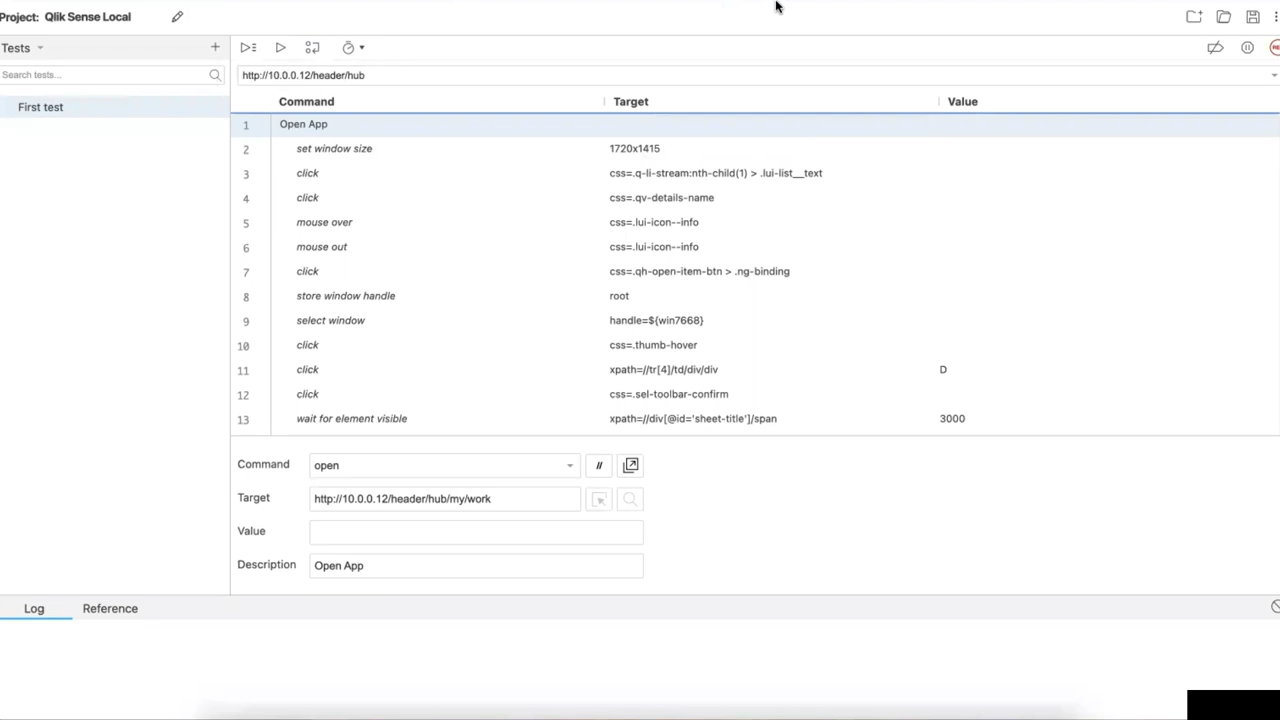 Project: Qlik Sense Local
Tests
Search tests...
First test
http://10.0.0.12/header/hub
Command Target Value
1 Open App
2 set window size 1720x1415
3 click css=.q-li-stream:nth-child(1) > .lui-list__text
4 click css=.qv-details-name
5 mouse over css=.lui-icon--info
6 mouse out css=.lui-icon--info
7 click css=.qh-open-item-btn > .ng-binding
8 store window handle root
9 select window handle=${win7668}
10 click css=.thumb-hover
11 click xpath=//tr[4]/td/div/div D
12 click css=.sel-toolbar-confirm
13 wait for element visible xpath=//div[@id='sheet-title']/span 3000
Command open //
Target http://10.0.0.12/header/hub/my/work
Value
Description Open App
Log Reference